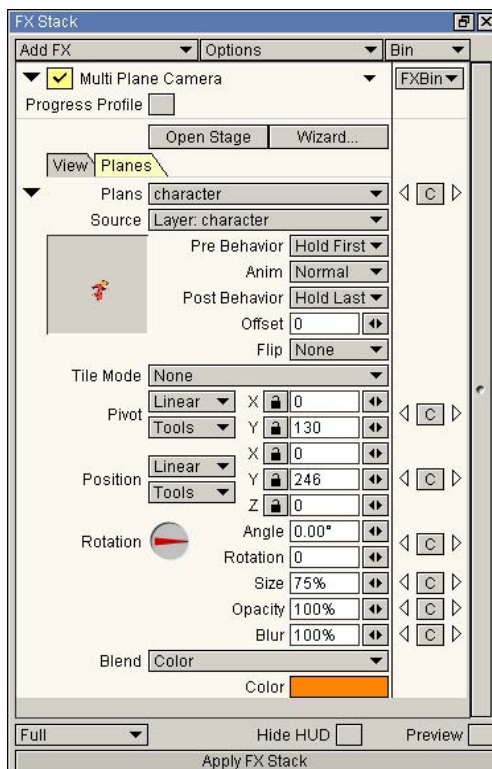 FX Stack
Add FX Options Bin
Multi Plane Camera FXBin
Progress Profile
Open Stage Wizard...
View Planes
Plans character C
Source Layer: character
Pre Behavior Hold First
Anim Normal
Post Behavior Hold Last
Offset 0
Flip None
Tile Mode None
Pivot Linear X 0 C
Tools Y 130
Position Linear X 0 C
Tools Y 246
Z 0
Rotation Angle 0.00° C
Rotation 0
Size 75% C
Opacity 100% C
Blur 100% C
Blend Color
Color
Full Hide HUD Preview
Apply FX Stack